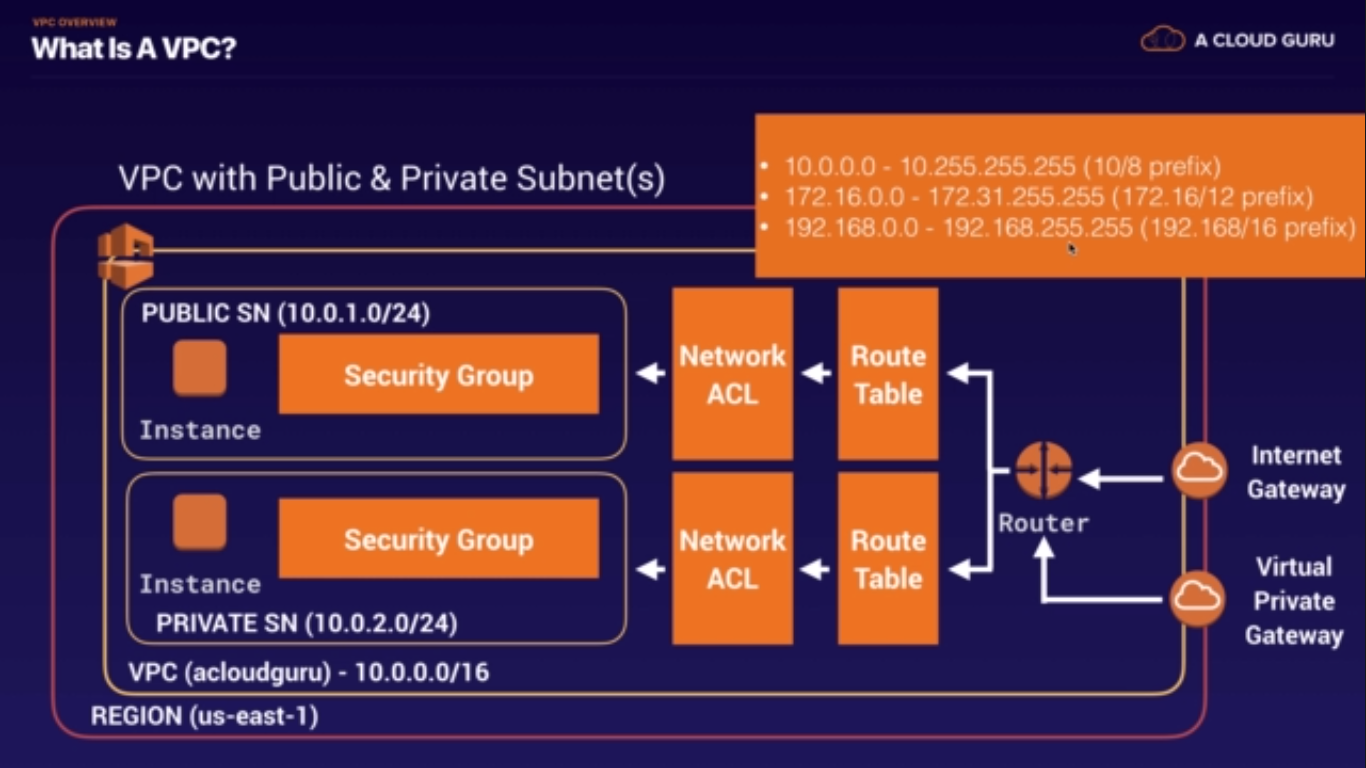 VPC OVERVIEW
What Is A VPC?
A CLOUD GURU
VPC with Public & Private Subnet(s)
• 10.0.0.0 - 10.255.255.255 (10/8 prefix)
• 172.16.0.0 - 172.31.255.255 (172.16/12 prefix)
• 192.168.0.0 - 192.168.255.255 (192.168/16 prefix)
PUBLIC SN (10.0.1.0/24)
Security Group
Instance
Network
ACL
Route
Table
Security Group
Instance
PRIVATE SN (10.0.2.0/24)
Network
ACL
Route
Table
Router
Internet
Gateway
Virtual
Private
Gateway
VPC (acloudguru) - 10.0.0.0/16
REGION (us-east-1)